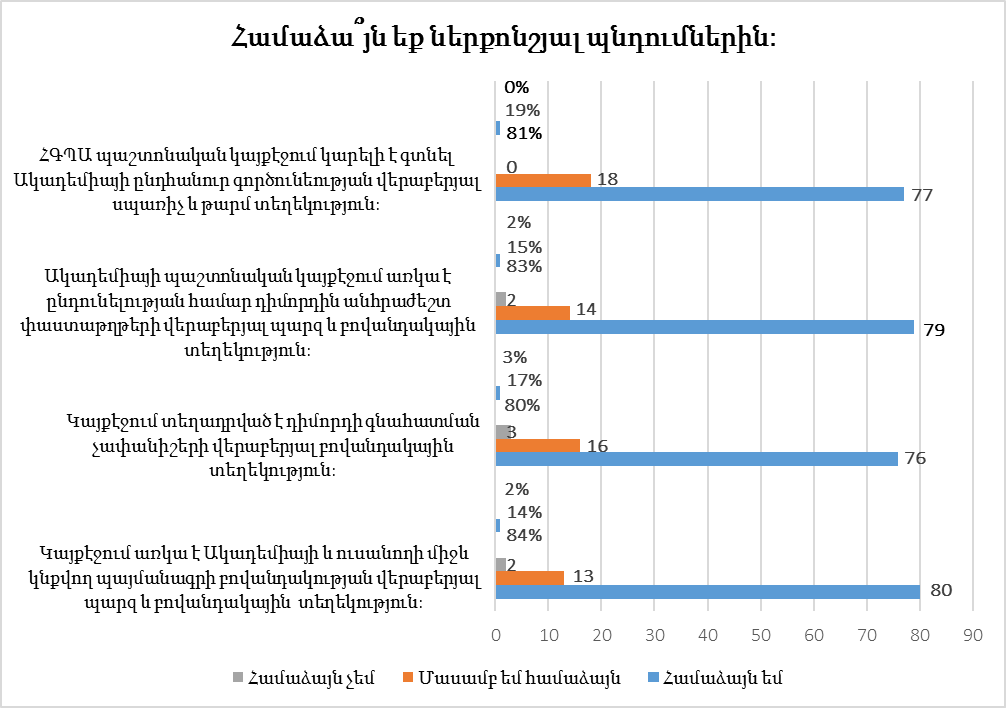 Համաձա՞յն եք ներքոնշյալ պնդումներին:
0%
19%
81%
ՀԳՊԱ պաշտոնական կայքէջում կարելի է գտնել
Ակադեմիայի ընդհանուր գործունեության վերաբերյալ
սպառիչ և թարմ տեղեկություն:
0
18
77
2%
15%
83%
Ակադեմիայի պաշտոնական կայքէջում առկա է
ընդունելության համար դիմորդին անհրաժեշտ
փաստաթղթերի վերաբերյալ պարզ և բովանդակային
տեղեկություն:
2
14
79
3%
17%
80%
Կայքէջում տեղադրված է դիմորդի գնահատման
չափանիշերի վերաբերյալ բովանդակային
տեղեկություն:
3
16
76
2%
14%
84%
Կայքէջում առկա է Ակադեմիայի և ուսանողի միջև
կնքվող պայմանագրի բովանդակության վերաբերյալ
պարզ և բովանդակային տեղեկություն:
2
13
80
0 10 20 30 40 50 60 70 80 90
Համաձայն չեմ Մասամբ եմ համաձայն Համաձայն եմ